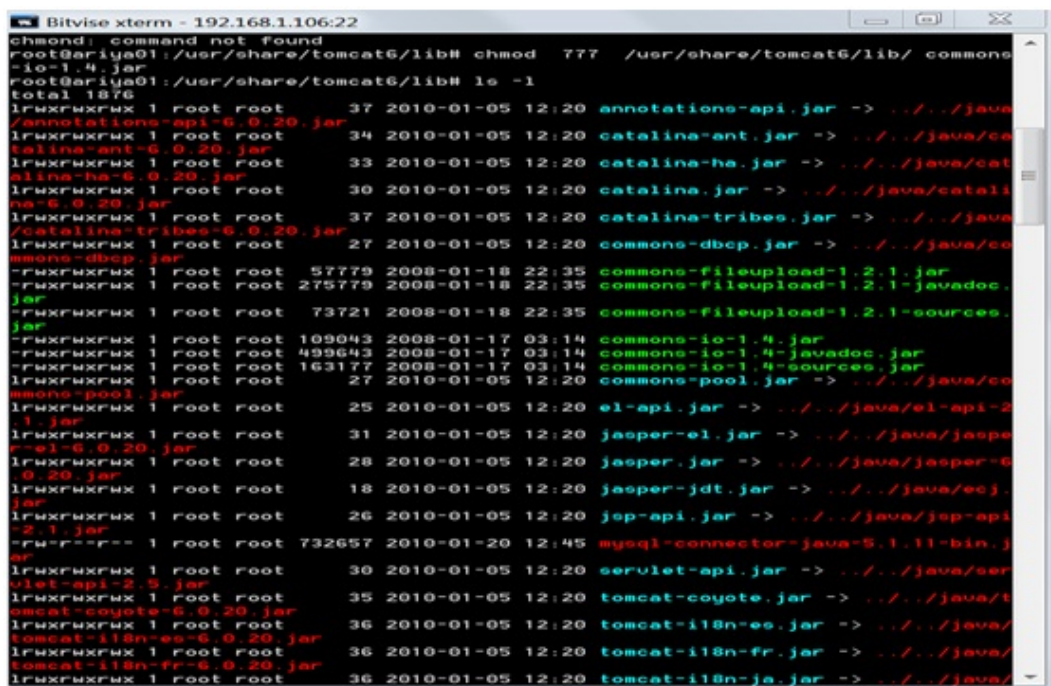 Bitvise xterm - 192.168.1.106:22
chmond: command not found
root@ariya01:/usr/share/tomcat6/lib# chmod  777  /usr/share/tomcat6/lib/ commons
-io-1.4.jar
root@ariya01:/usr/share/tomcat6/lib# ls -l
total 1876
lrwxrwxrwx 1 root root     37 2010-01-05 12:20 annotations-api.jar -> ../../java
/annotations-api-6.0.20.jar
lrwxrwxrwx 1 root root     34 2010-01-05 12:20 catalina-ant.jar -> ../../java/ca
talina-ant-6.0.20.jar
lrwxrwxrwx 1 root root     33 2010-01-05 12:20 catalina-ha.jar -> ../../java/cat
alina-ha-6.0.20.jar
lrwxrwxrwx 1 root root     30 2010-01-05 12:20 catalina.jar -> ../../java/catali
na-6.0.20.jar
lrwxrwxrwx 1 root root     37 2010-01-05 12:20 catalina-tribes.jar -> ../../java
/catalina-tribes-6.0.20.jar
lrwxrwxrwx 1 root root     27 2010-01-05 12:20 commons-dbcp.jar -> ../../java/co
mmons-dbcp.jar
-rwxrwxrwx 1 root root  57779 2008-01-18 22:35 commons-fileupload-1.2.1.jar
-rwxrwxrwx 1 root root 275779 2008-01-18 22:35 commons-fileupload-1.2.1-javadoc.
jar
-rwxrwxrwx 1 root root  73721 2008-01-18 22:35 commons-fileupload-1.2.1-sources.
jar
-rwxrwxrwx 1 root root 109043 2008-01-17 03:14 commons-io-1.4.jar
-rwxrwxrwx 1 root root 499643 2008-01-17 03:14 commons-io-1.4-javadoc.jar
-rwxrwxrwx 1 root root 163177 2008-01-17 03:14 commons-io-1.4-sources.jar
lrwxrwxrwx 1 root root     27 2010-01-05 12:20 commons-pool.jar -> ../../java/co
mmons-pool.jar
lrwxrwxrwx 1 root root     25 2010-01-05 12:20 el-api.jar -> ../../java/el-api-2
.1.jar
lrwxrwxrwx 1 root root     31 2010-01-05 12:20 jasper-el.jar -> ../../java/jaspe
r-el-6.0.20.jar
lrwxrwxrwx 1 root root     28 2010-01-05 12:20 jasper.jar -> ../../java/jasper-6
.0.20.jar
lrwxrwxrwx 1 root root     18 2010-01-05 12:20 jasper-jdt.jar -> ../../java/ecj.
jar
lrwxrwxrwx 1 root root     26 2010-01-05 12:20 jsp-api.jar -> ../../java/jsp-api
-2.1.jar
-rw-r--r-- 1 root root 732657 2010-01-20 12:45 mysql-connector-java-5.1.11-bin.j
ar
lrwxrwxrwx 1 root root     30 2010-01-05 12:20 servlet-api.jar -> ../../java/ser
vlet-api-2.5.jar
lrwxrwxrwx 1 root root     35 2010-01-05 12:20 tomcat-coyote.jar -> ../../java/t
omcat-coyote-6.0.20.jar
lrwxrwxrwx 1 root root     36 2010-01-05 12:20 tomcat-i18n-es.jar -> ../../java/
tomcat-i18n-es-6.0.20.jar
lrwxrwxrwx 1 root root     36 2010-01-05 12:20 tomcat-i18n-fr.jar -> ../../java/
tomcat-i18n-fr-6.0.20.jar
lrwxrwxrwx 1 root root     36 2010-01-05 12:20 tomcat-i18n-ja.jar -> ../../java/